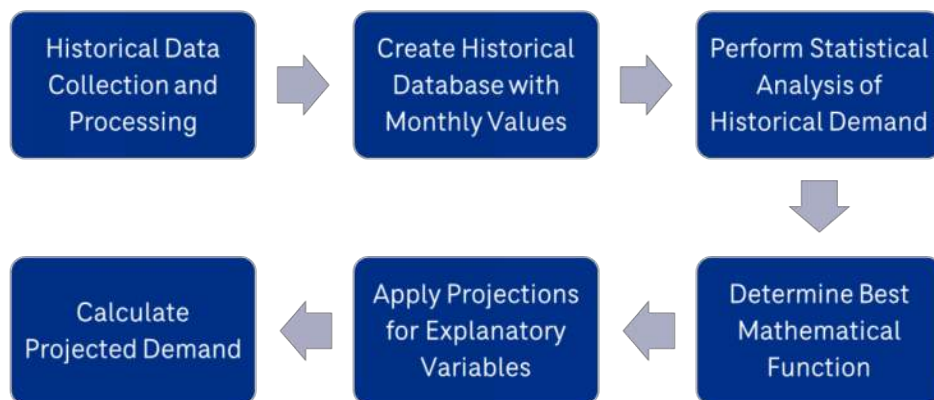 Historical Data
Collection and
Processing
Create Historical
Database with
Monthly Values
Perform Statistical
Analysis of
Historical Demand
Determine Best
Mathematical
Function
Apply Projections
for Explanatory
Variables
Calculate
Projected Demand